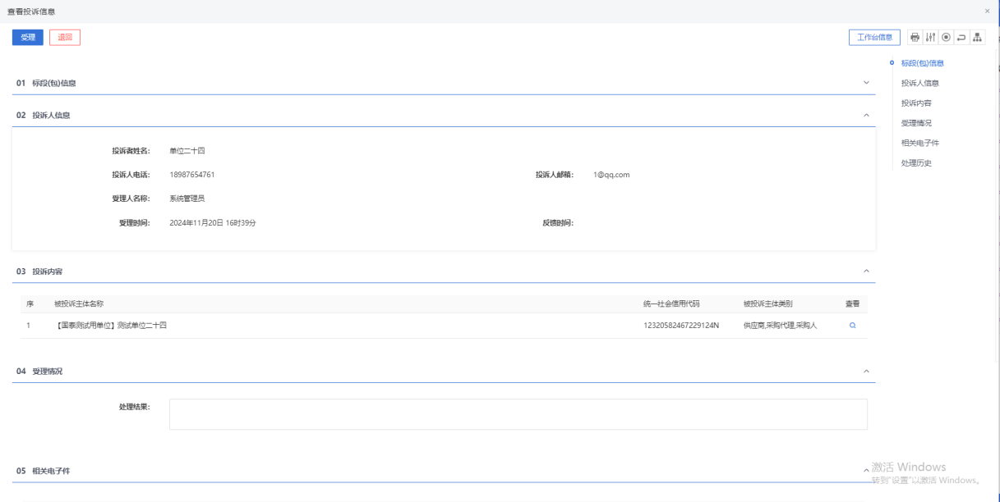 查看投诉信息
受理 退回 工作台信息
标段(包)信息
投诉人信息
投诉内容
受理情况
相关电子件
处理历史
01 标段(包)信息
02 投诉人信息
投诉者姓名: 单位二十四
投诉人电话: 18987654761 投诉人邮箱: 1@qq.com
受理人名称: 系统管理员
受理时间: 2024年11月20日 16时39分 反馈时间:
03 投诉内容
序 被投诉主体名称 统一社会信用代码 被投诉主体类别 查看
1 【国泰测试用单位】测试单位二十四 12320582467229124N 供应商,采购代理,采购人
04 受理情况
处理结果:
05 相关电子件
激活 Windows
转到"设置"以激活 Windows。